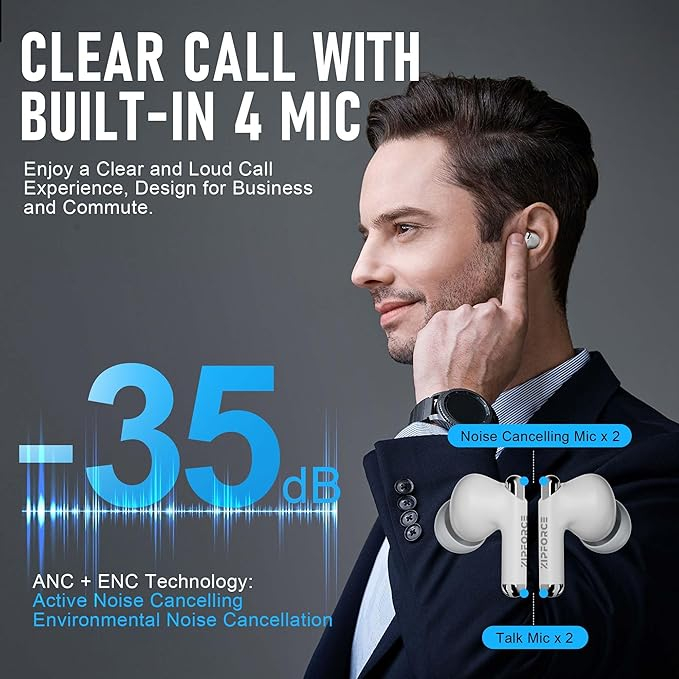 CLEAR CALL WITH
BUILT-IN 4 MIC
Enjoy a Clear and Loud Call
Experience, Design for Business
and Commute.
-35dB
Noise Cancelling Mic x 2
ZIPFORCE
ZIPFORCE
Talk Mic x 2
ANC + ENC Technology:
Active Noise Cancelling
Environmental Noise Cancellation